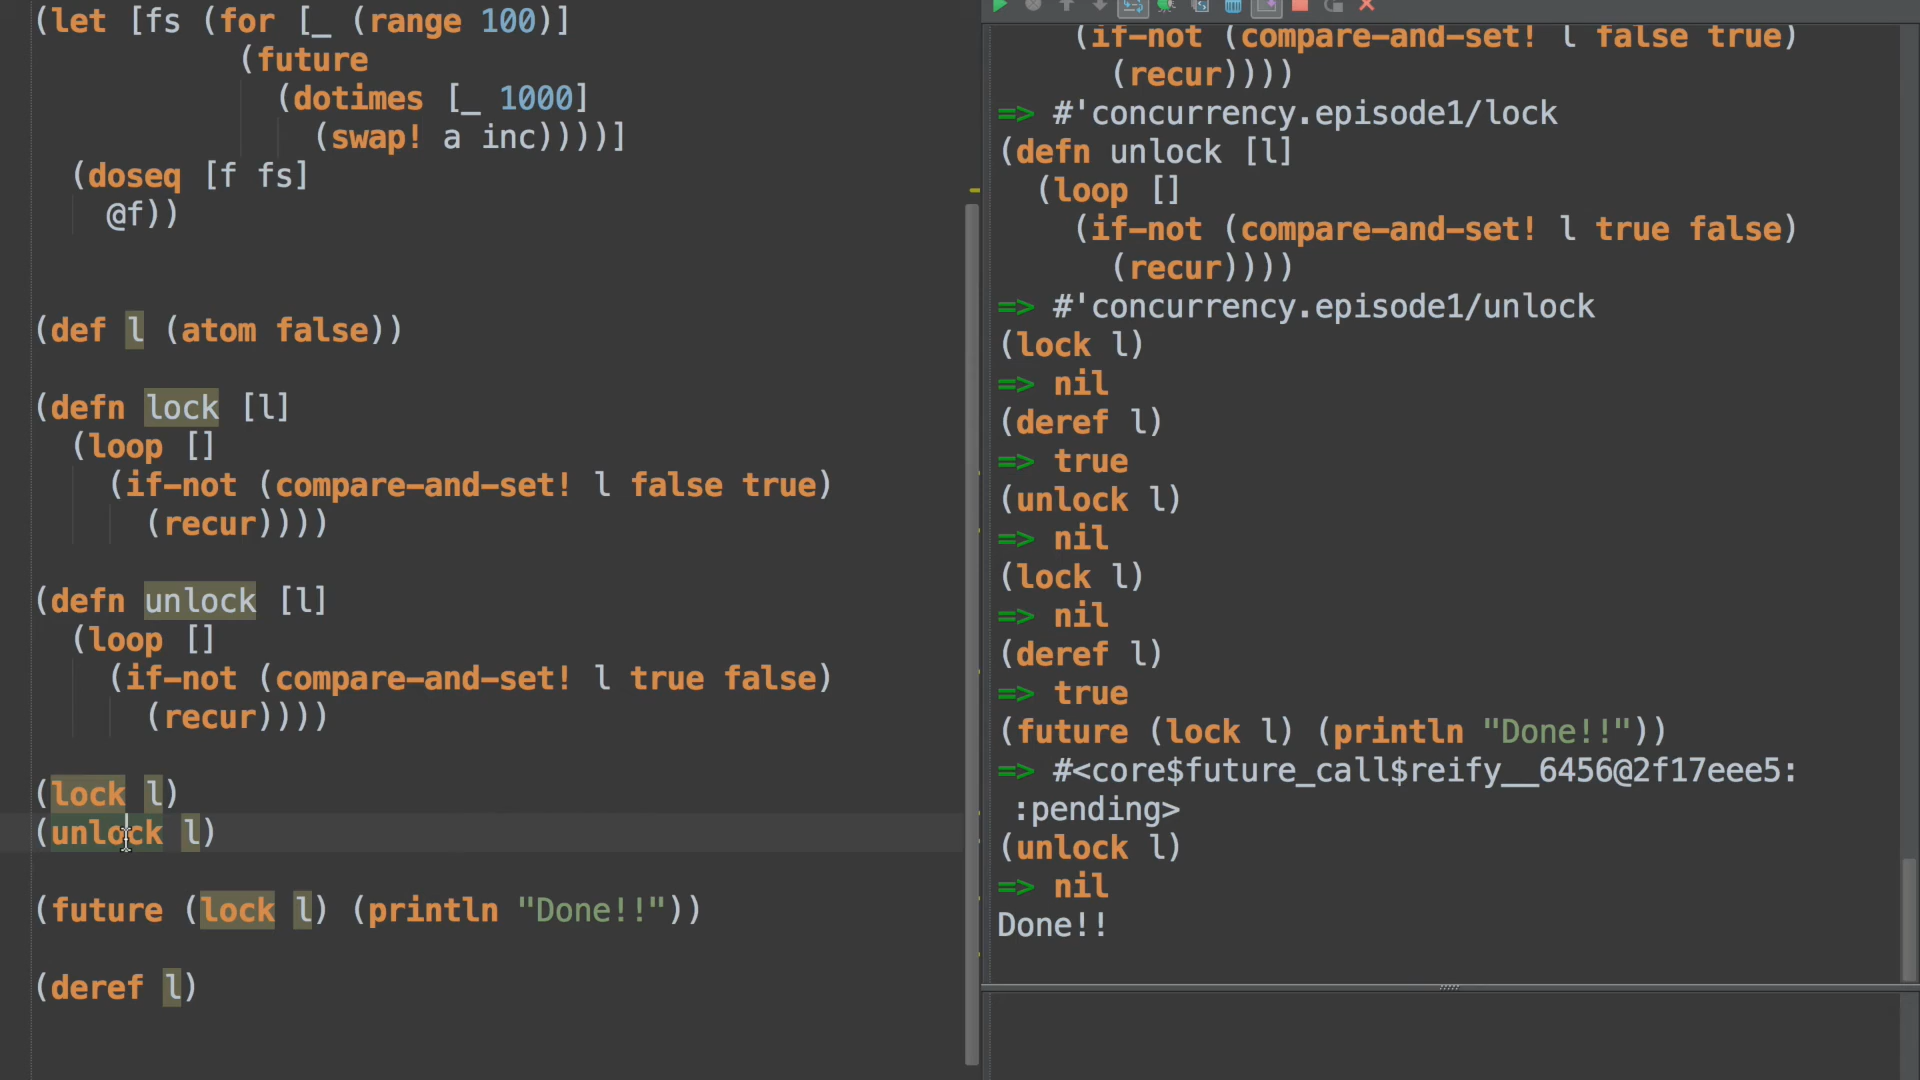 (let [fs (for [_ (range 100)]
(future
(dotimes [_ 1000]
(swap! a inc))))]
(doseq [f fs]
@f))
(def l (atom false))
(defn lock [l]
(loop []
(if-not (compare-and-set! l false true)
(recur))))
(defn unlock [l]
(loop []
(if-not (compare-and-set! l true false)
(recur))))
(lock l)
(unlock l)
(future (lock l) (println "Done!!"))
(deref l)
(if-not (compare-and-set! l false true)
(recur))))
=> #'concurrency.episode1/lock
(defn unlock [l]
(loop []
(if-not (compare-and-set! l true false)
(recur))))
=> #'concurrency.episode1/unlock
(lock l)
=> nil
(deref l)
=> true
(unlock l)
=> nil
(lock l)
=> nil
(deref l)
=> true
(future (lock l) (println "Done!!"))
=> #<core$future_call$reify__6456@2f17eee5:
:pending>
(unlock l)
=> nil
Done!!